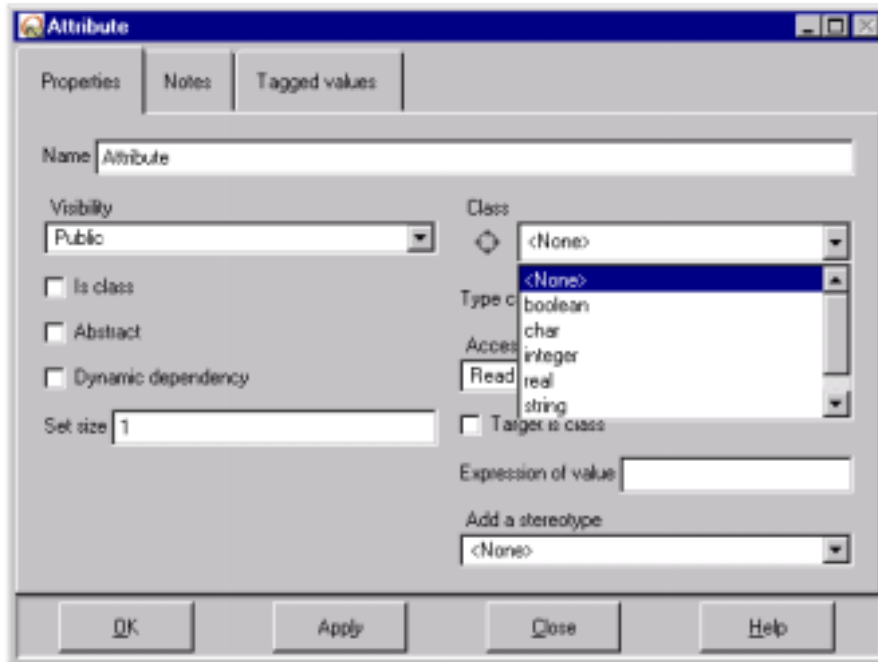 Attribute
Properties Notes Tagged values
Name Attribute
Visibility
Public
Class
<None>
<None>
boolean
char
integer
real
string
Is class
Abstract
Dynamic dependency
Set size 1
Type c
Acces
Read
Target is class
Expression of value
Add a stereotype
<None>
OK Apply Close Help